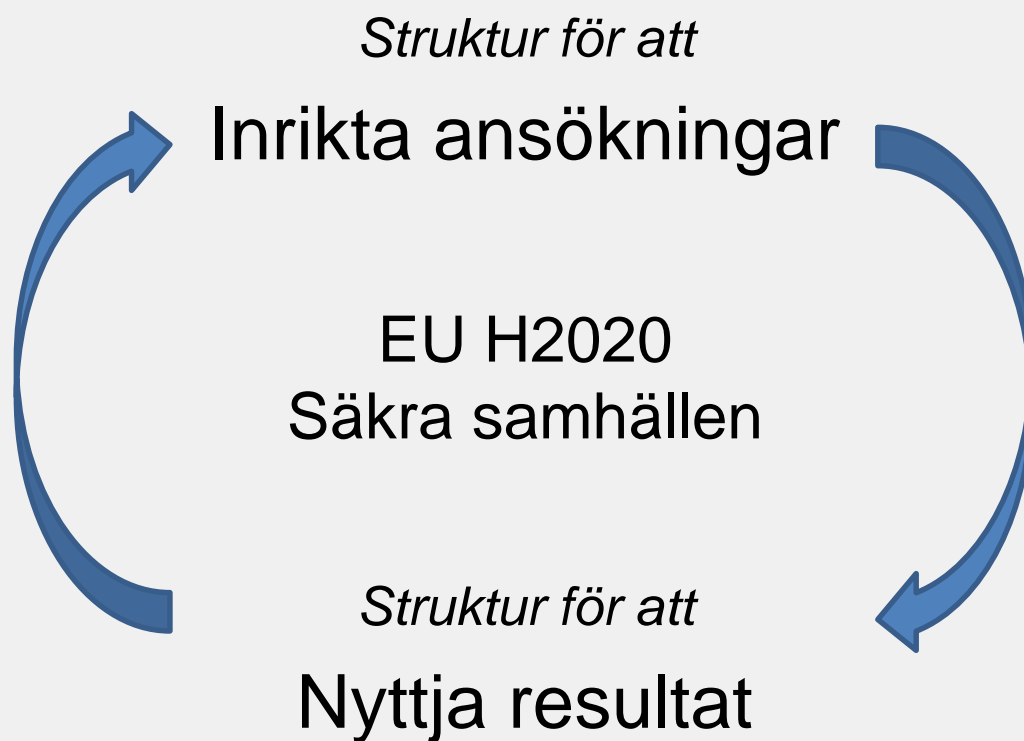 Struktur för att
Inrikta ansökningar
EU H2020
Säkra samhällen
Struktur för att
Nyttja resultat